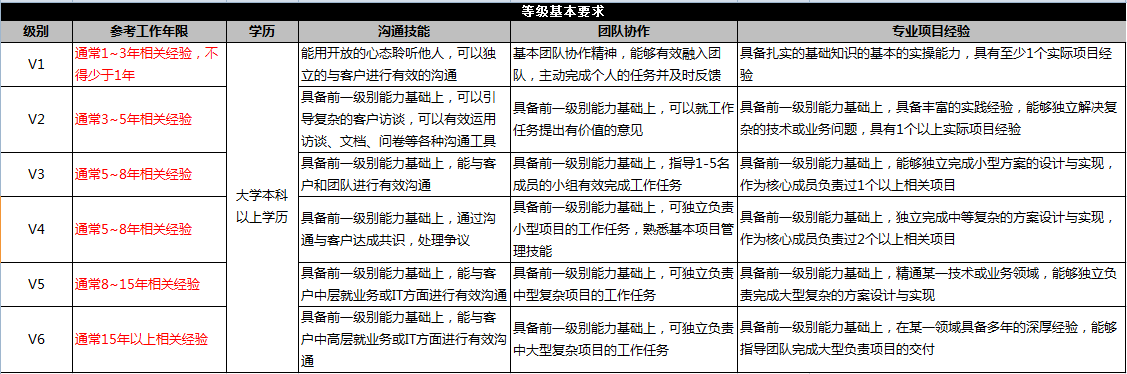 等级基本要求
级别 参考工作年限 学历 沟通技能 团队协作 专业项目经验
V1
通常1~3年相关经验，不
得少于1年
能用开放的心态聆听他人，可以独
立的与客户进行有效的沟通
基本团队协作精神，能够有效融入团
队，主动完成个人的任务并及时反馈
具备扎实的基础知识的基本的实操能力，具有至少1个实际项目经
验
V2
通常3~5年相关经验
具备前一级别能力基础上，可以引
导复杂的客户访谈，可以有效运用
访谈、文档、问卷等各种沟通工具
具备前一级别能力基础上，可以就工作
任务提出有价值的意见
具备前一级别能力基础上，具备丰富的实践经验，能够独立解决复
杂的技术或业务问题，具有1个以上实际项目经验
V3
通常5~8年相关经验
大学本科
以上学历
具备前一级别能力基础上，能与客
户和团队进行有效沟通
具备前一级别能力基础上，指导1-5名
成员的小组有效完成工作任务
具备前一级别能力基础上，能够独立完成小型方案的设计与实现，
作为核心成员负责过1个以上相关项目
V4
通常5~8年相关经验
具备前一级别能力基础上，通过沟
通与客户达成共识，处理争议
具备前一级别能力基础上，可独立负责
小型项目的工作任务，熟悉基本项目管
理技能
具备前一级别能力基础上，独立完成中等复杂的方案设计与实现，
作为核心成员负责过2个以上相关项目
V5
通常8~15年相关经验
具备前一级别能力基础上，能与客
户中层就业务或IT方面进行有效沟通
具备前一级别能力基础上，可独立负责
中型复杂项目的工作任务
具备前一级别能力基础上，精通某一技术或业务领域，能够独立负
责完成大型复杂的方案设计与实现
V6
通常15年以上相关经验
具备前一级别能力基础上，能与客
户中高层就业务或IT方面进行有效沟
通
具备前一级别能力基础上，可独立负责
中大型复杂项目的工作任务
具备前一级别能力基础上，在某一领域具备多年的深厚经验，能够
指导团队完成大型负责项目的交付